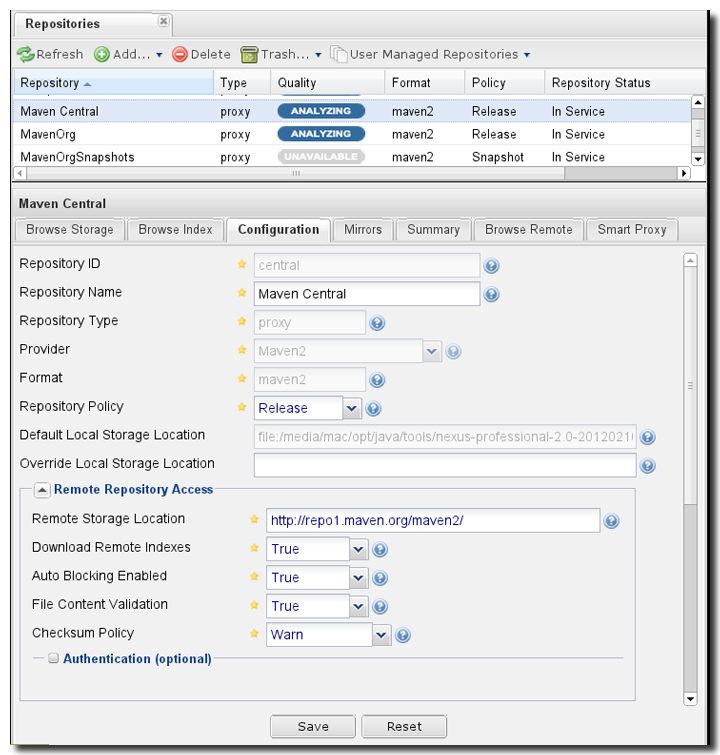 Repositories
Refresh Add... Delete Trash... User Managed Repositories
Repository Type Quality Format Policy Repository Status
Maven Central proxy ANALYZING maven2 Release In Service
MavenOrg proxy ANALYZING maven2 Release In Service
MavenOrgSnapshots proxy UNAVAILABLE maven2 Snapshot In Service
Maven Central
Browse Storage Browse Index Configuration Mirrors Summary Browse Remote Smart Proxy
Repository ID central
Repository Name Maven Central
Repository Type proxy
Provider Maven2
Format maven2
Repository Policy Release
Default Local Storage Location file:/media/mac/opt/java/tools/nexus-professional-2.0-2012021
Override Local Storage Location
Remote Repository Access
Remote Storage Location http://repo1.maven.org/maven2/
Download Remote Indexes True
Auto Blocking Enabled True
File Content Validation True
Checksum Policy Warn
Authentication (optional)
Save Reset